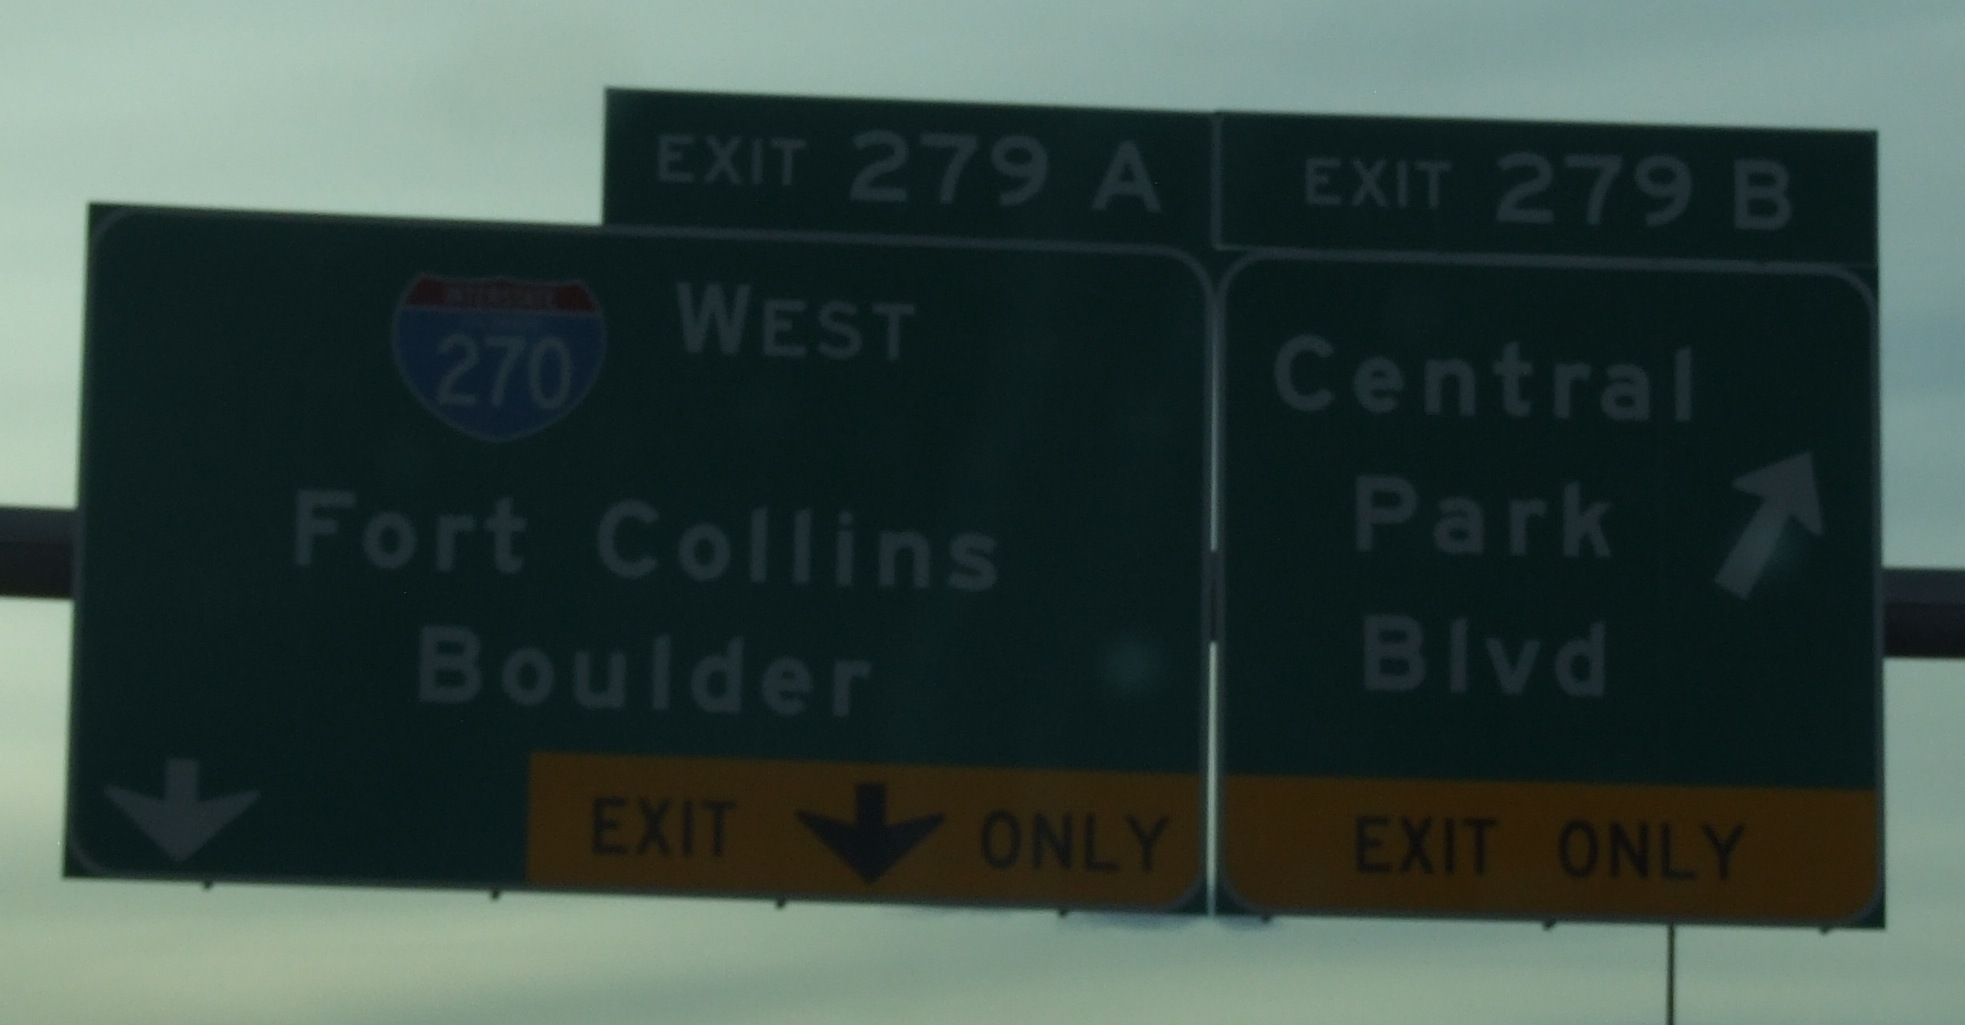 EXIT 279 A
INTERSTATE
270
WEST
Fort Collins
Boulder
EXIT ONLY
EXIT 279 B
Central
Park
Blvd
EXIT ONLY